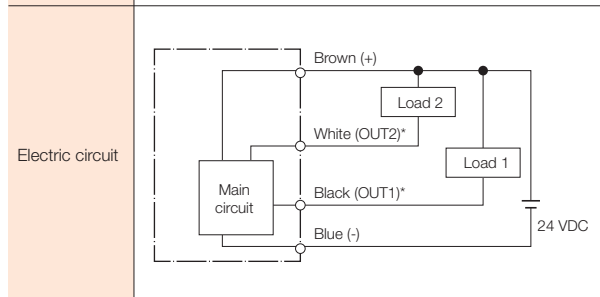 Electric circuit
Brown (+)
Load 2
White (OUT2)*
Load 1
Main
circuit
Black (OUT1)*
24 VDC
Blue (-)